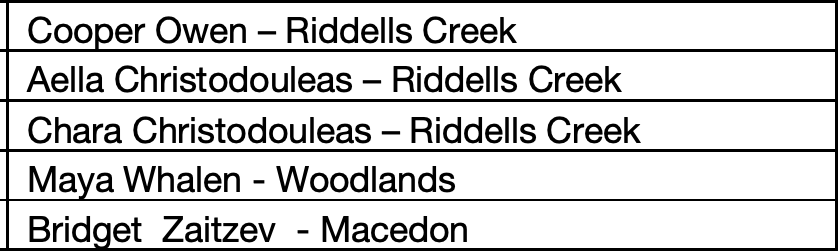 Cooper Owen – Riddells Creek
Aella Christodouleas – Riddells Creek
Chara Christodouleas – Riddells Creek
Maya Whalen - Woodlands
Bridget  Zaitzev  - Macedon